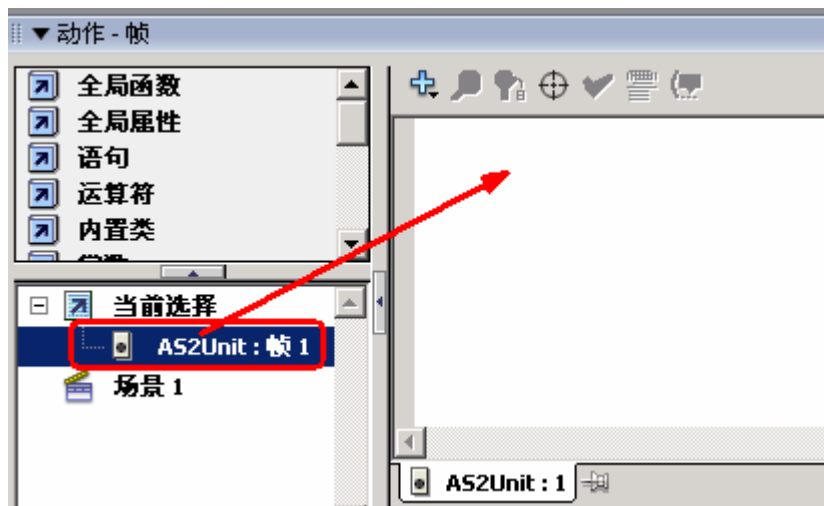 动作 - 帧
全局函数
全局属性
语句
运算符
内置类
当前选择
AS2Unit : 帧 1
场景 1
AS2Unit : 1